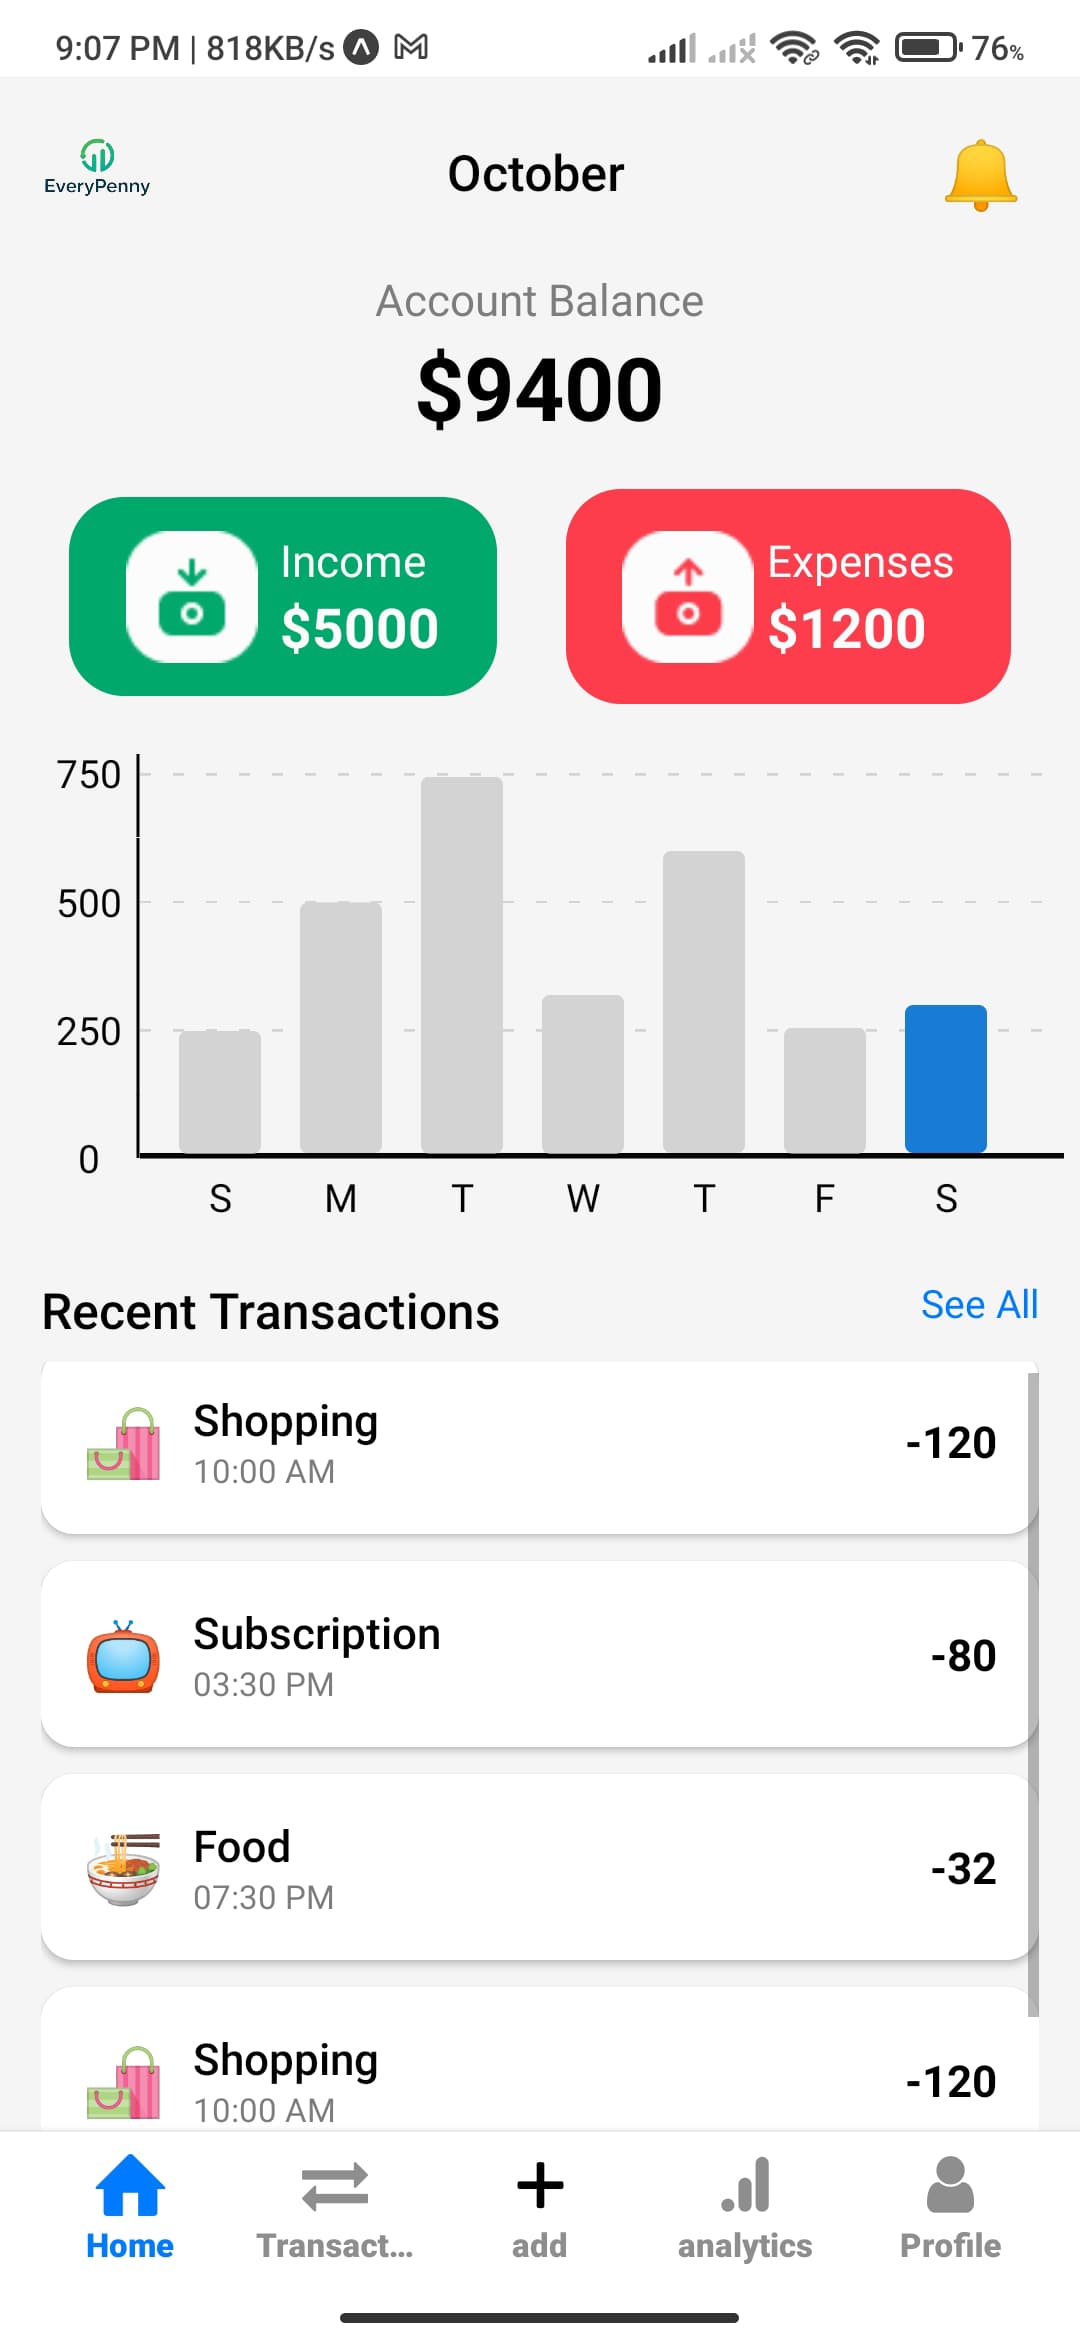 9:07 PM | 818KB/s
76%
EveryPenny
October
Account Balance
$9400
Income
$5000
Expenses
$1200
750
500
250
0
S M T W T F S
Recent Transactions
See All
Shopping
10:00 AM
-120
Subscription
03:30 PM
-80
Food
07:30 PM
-32
Shopping
10:00 AM
-120
Home
Transact...
add
analytics
Profile